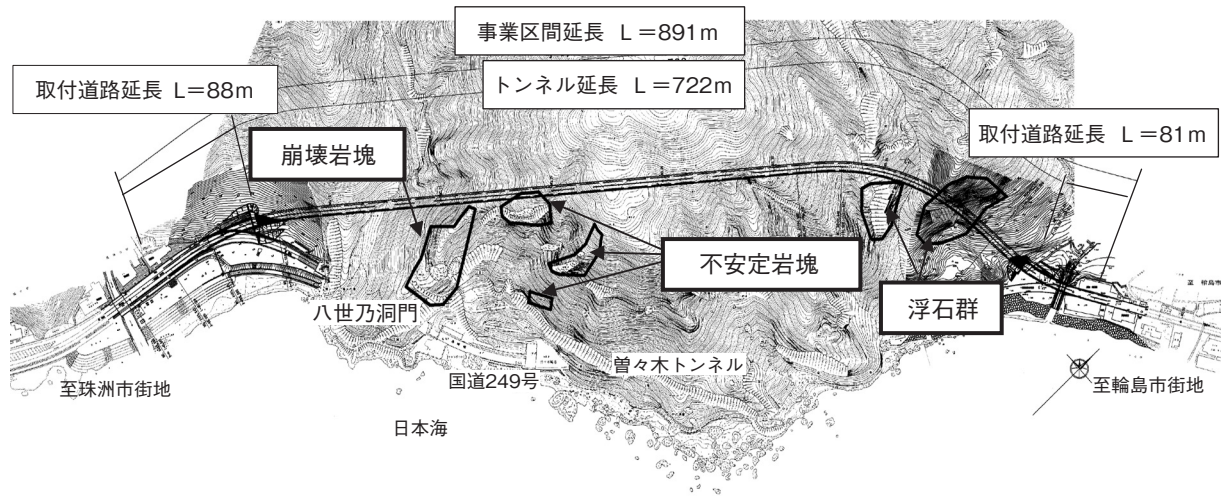 事業区間延長 L=891m
取付道路延長 L=88m
トンネル延長 L=722m
取付道路延長 L=81m
崩壊岩塊
不安定岩塊
浮石群
八世乃洞門
曽々木トンネル
国道249号
至珠洲市街地
至輪島市街地
日本海